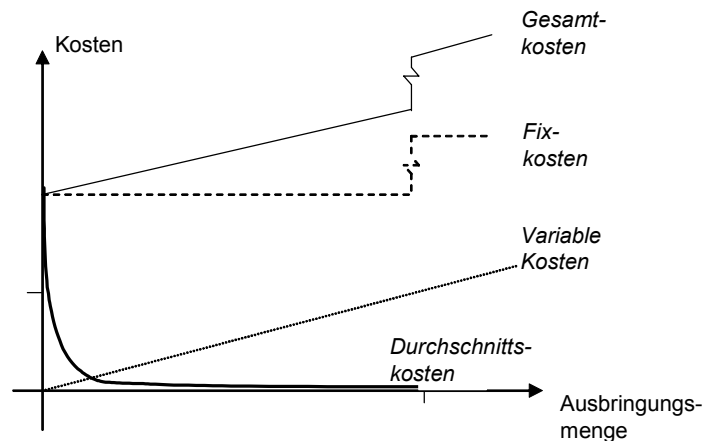 Gesamt-
kosten
Kosten
Fix-
kosten
Variable
Kosten
Durchschnitts-
kosten
Ausbringungs-
menge